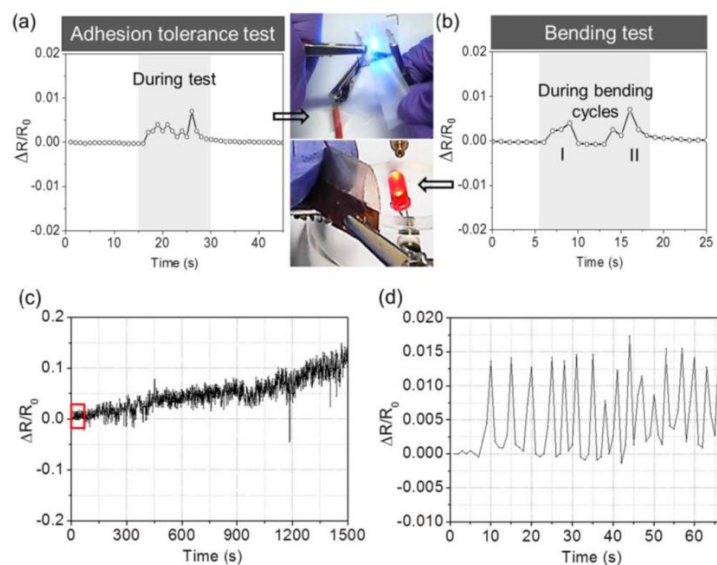 (a)
Adhesion tolerance test
During test
ΔR/R0
0.02
0.01
0.00
-0.01
-0.02
0
10
20
30
40
Time (s)
(b)
Bending test
During bending
cycles
I
II
ΔR/R0
0.02
0.01
0.00
-0.01
-0.02
0
5
10
15
20
25
Time (s)
(c)
ΔR/R0
0.2
0.1
0.0
-0.1
-0.2
0
300
600
900
1200
1500
Time (s)
(d)
ΔR/R0
0.020
0.015
0.010
0.005
0.000
-0.005
-0.010
0
10
20
30
40
50
60
Time (s)